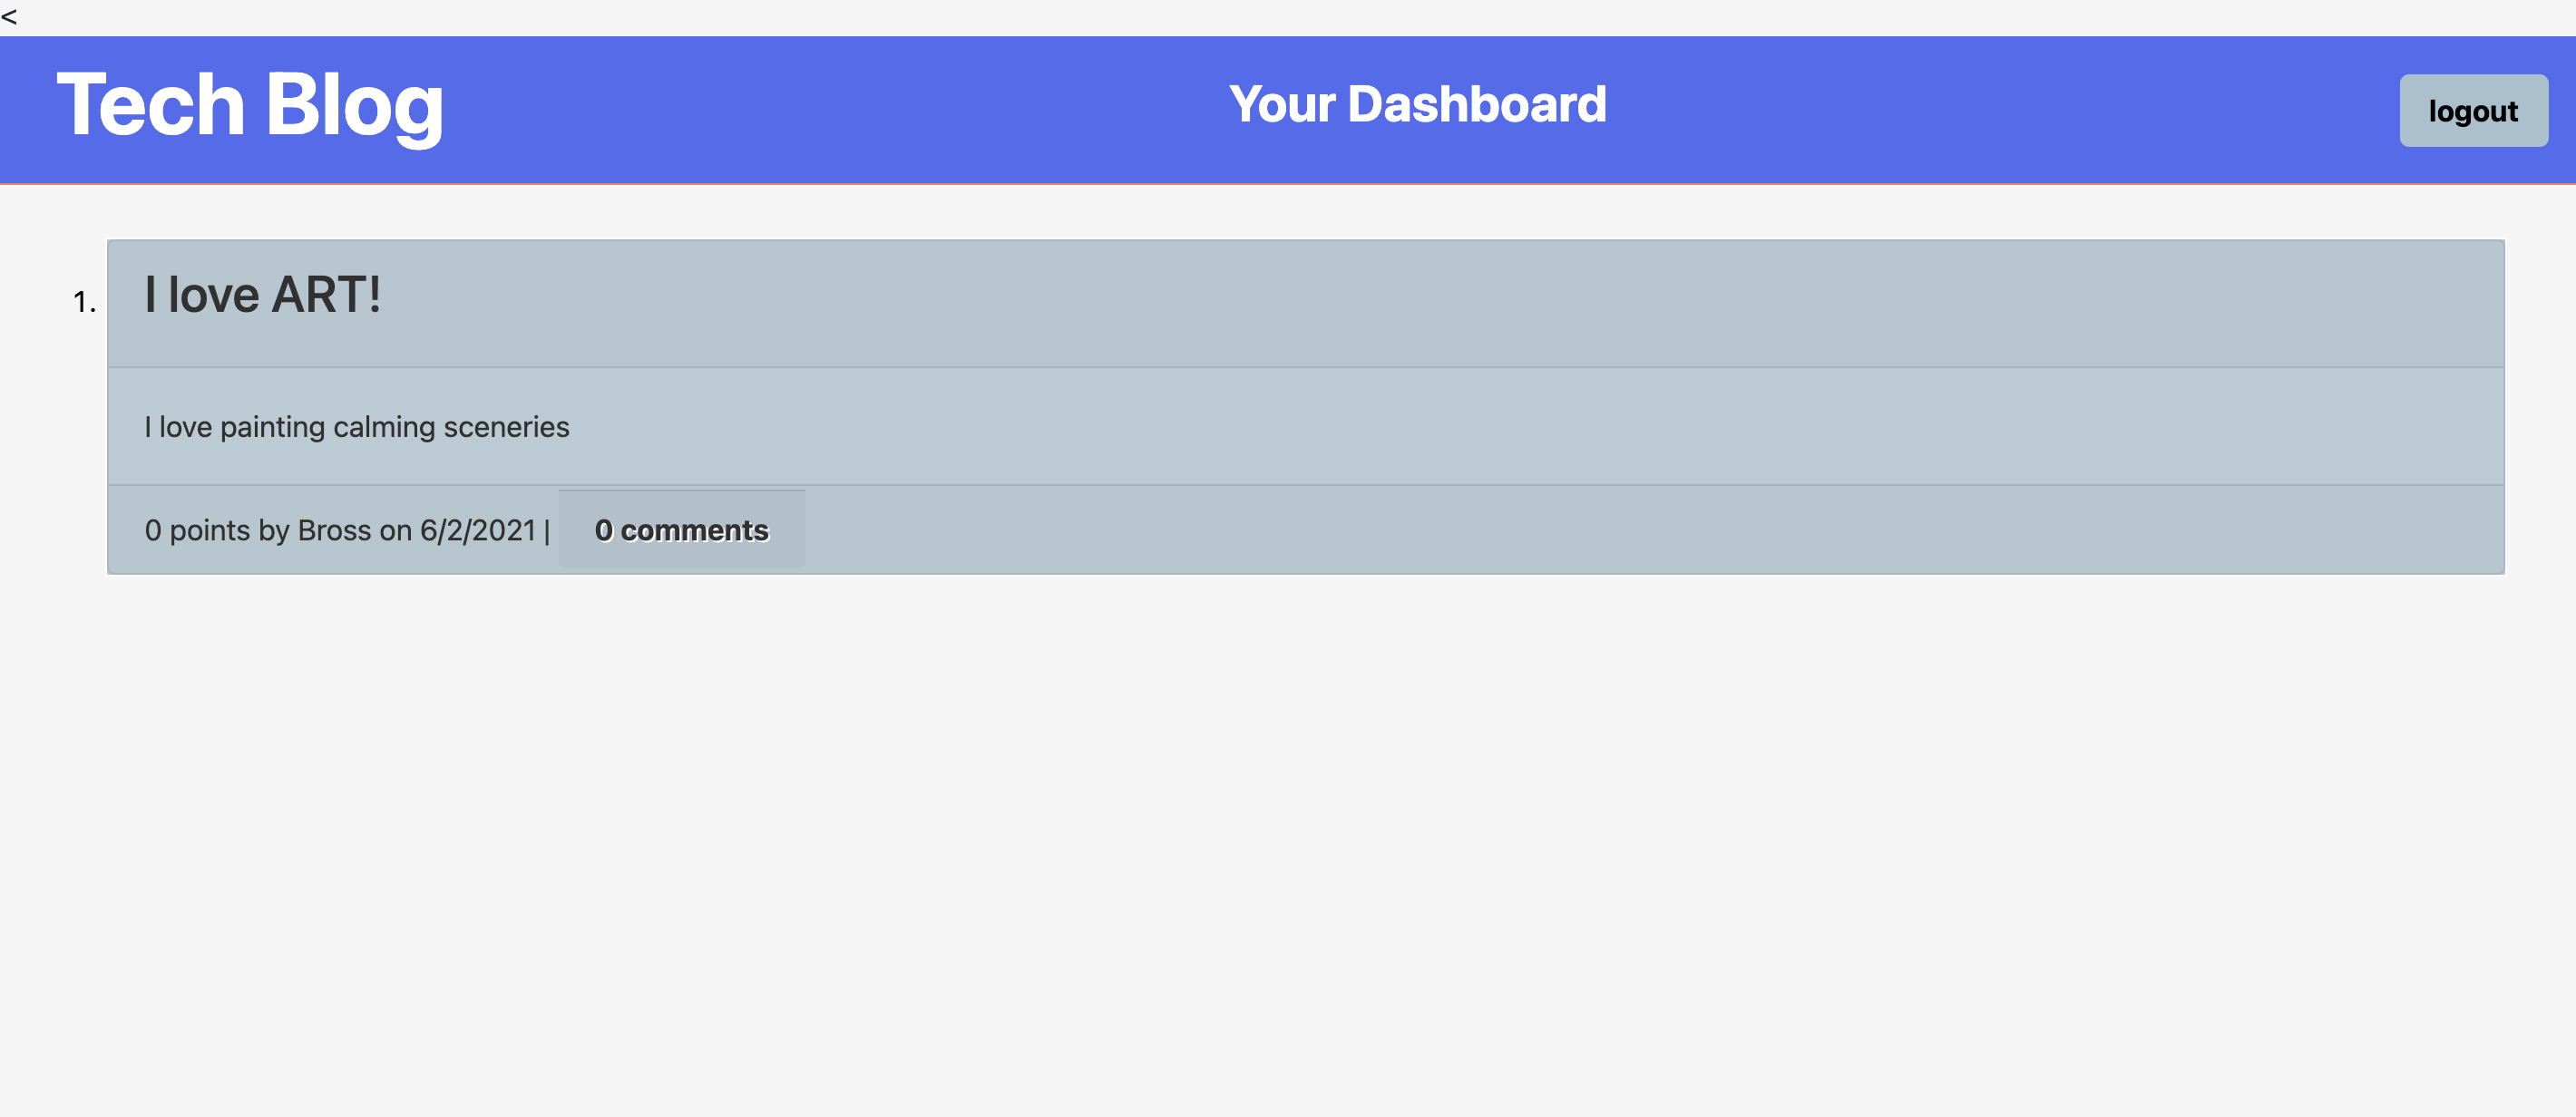 <
Tech Blog
Your Dashboard
logout
1.
I love ART!
I love painting calming sceneries
0 points by Bross on 6/2/2021 | 0 comments